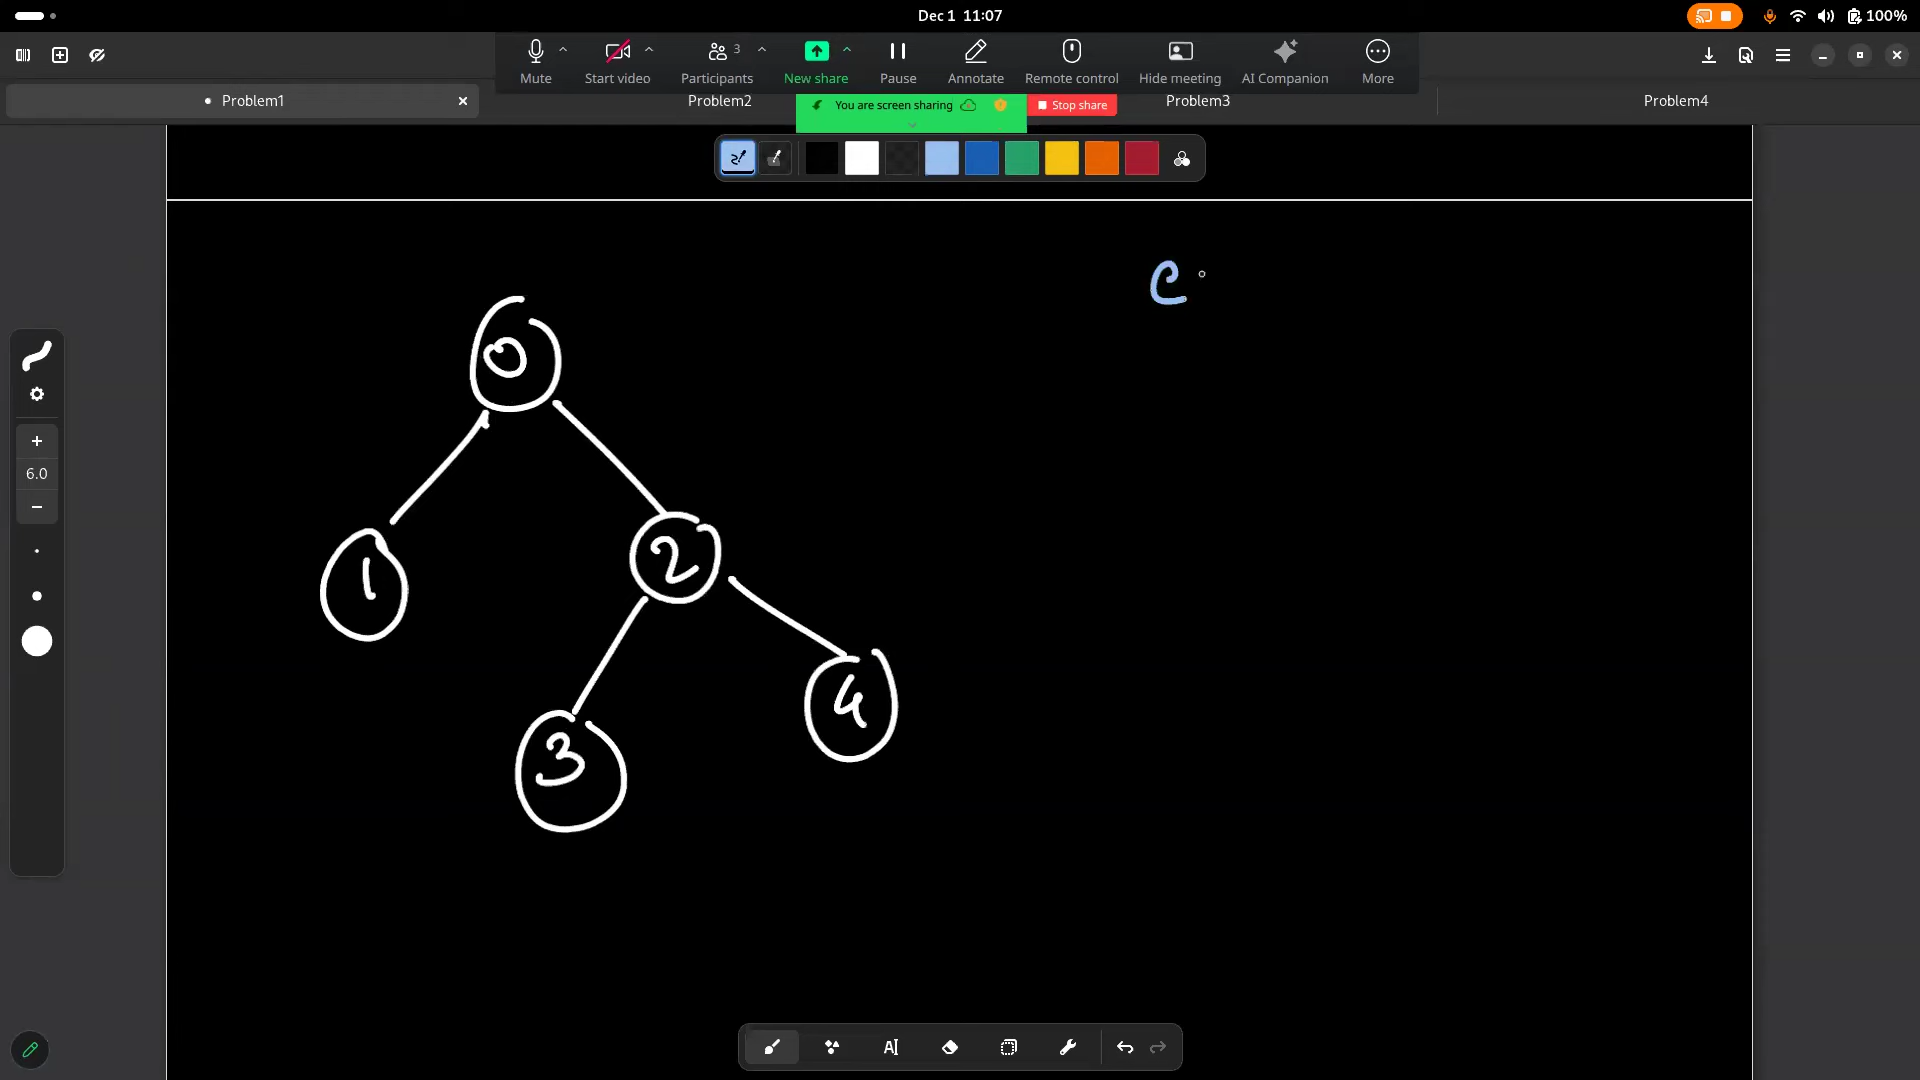 Dec 1 11:07
100%
Mute
Start video
3
Participants
New share
Pause
Annotate
Remote control
Hide meeting
AI Companion
More
Problem1
Problem2
You are screen sharing
Stop share
Problem3
Problem4
e
0
6.0
1
2
4
3
AI